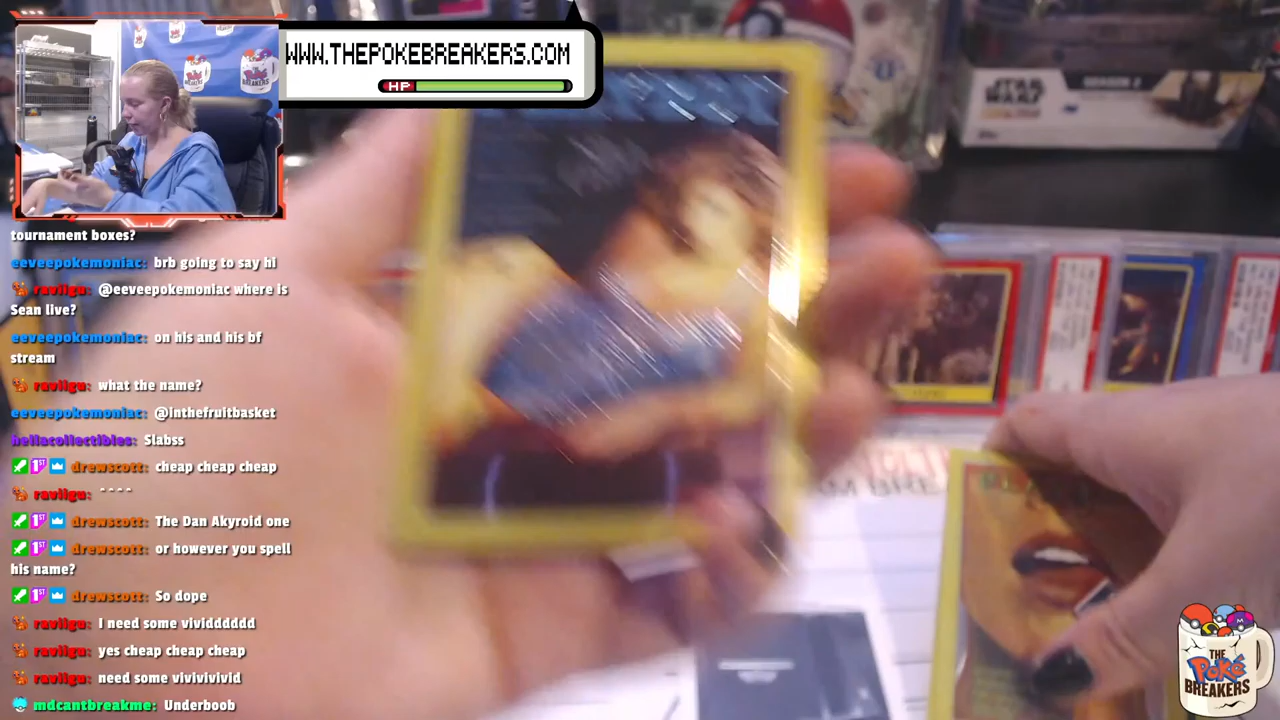 WWW.THEPOKEBREAKERS.COM
HP
tournament boxes?
eeveepokemoniac: brb going to say hi
raviigu: @eeveepokemoniac where is
Sean live?
eeveepokemoniac: on his and his bf
stream
raviigu: what the name?
eeveepokemoniac: @inthefruitbasket
hellacollectibles: Slabss
drewscott: cheap cheap cheap
raviigu: ^^^^
drewscott: The Dan Akyroid one
drewscott: or however you spell
his name?
drewscott: So dope
raviigu: I need some vividddddd
raviigu: yes cheap cheap cheap
raviigu: need some vivivivivid
mdcantbreakme: Underboob
STAR WARS
THE
POKÉ
BREAKERS